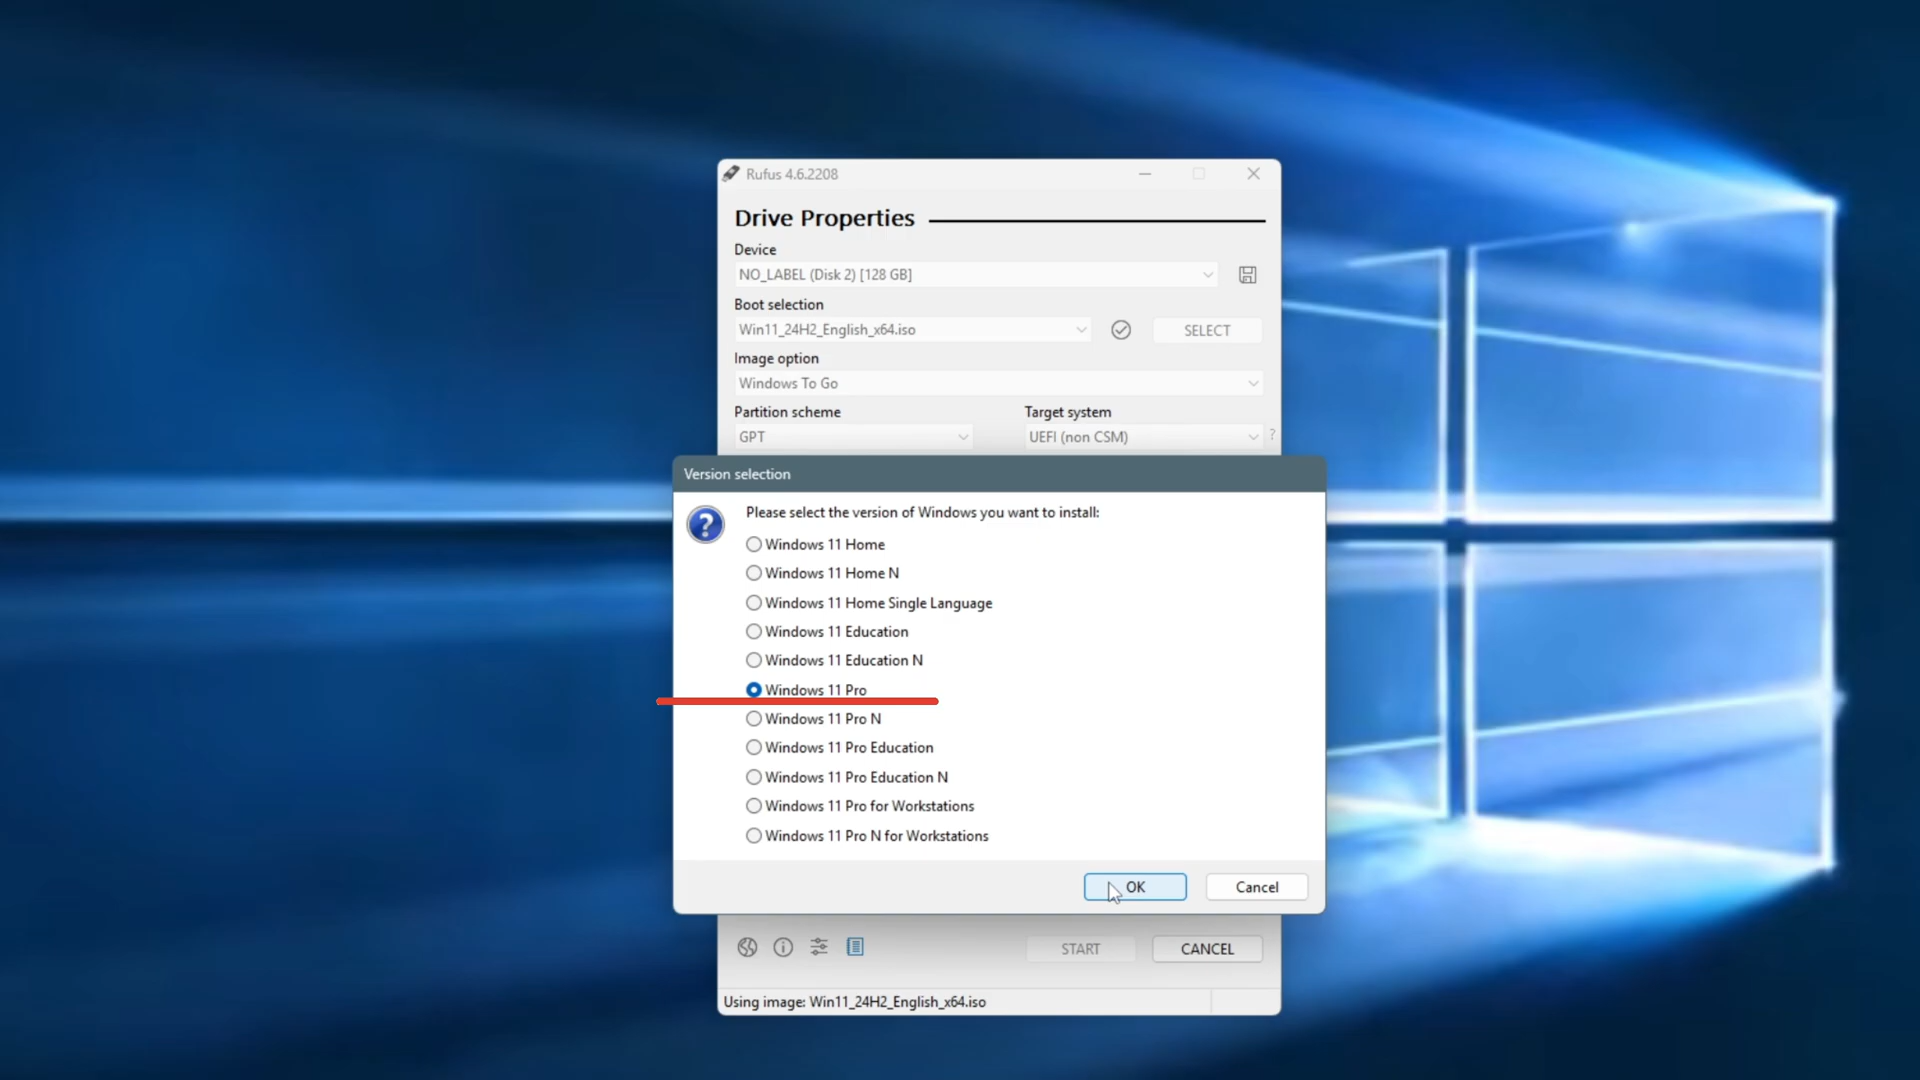 Rufus 4.6.2208
Drive Properties
Device
NO_LABEL (Disk 2) [128 GB]
Boot selection
Win11_24H2_English_x64.iso
SELECT
Image option
Windows To Go
Partition scheme
Target system
GPT
UEFI (non CSM)
?
Version selection
?
Please select the version of Windows you want to install:
Windows 11 Home
Windows 11 Home N
Windows 11 Home Single Language
Windows 11 Education
Windows 11 Education N
Windows 11 Pro
Windows 11 Pro N
Windows 11 Pro Education
Windows 11 Pro Education N
Windows 11 Pro for Workstations
Windows 11 Pro N for Workstations
OK
Cancel
START
CANCEL
Using image: Win11_24H2_English_x64.iso